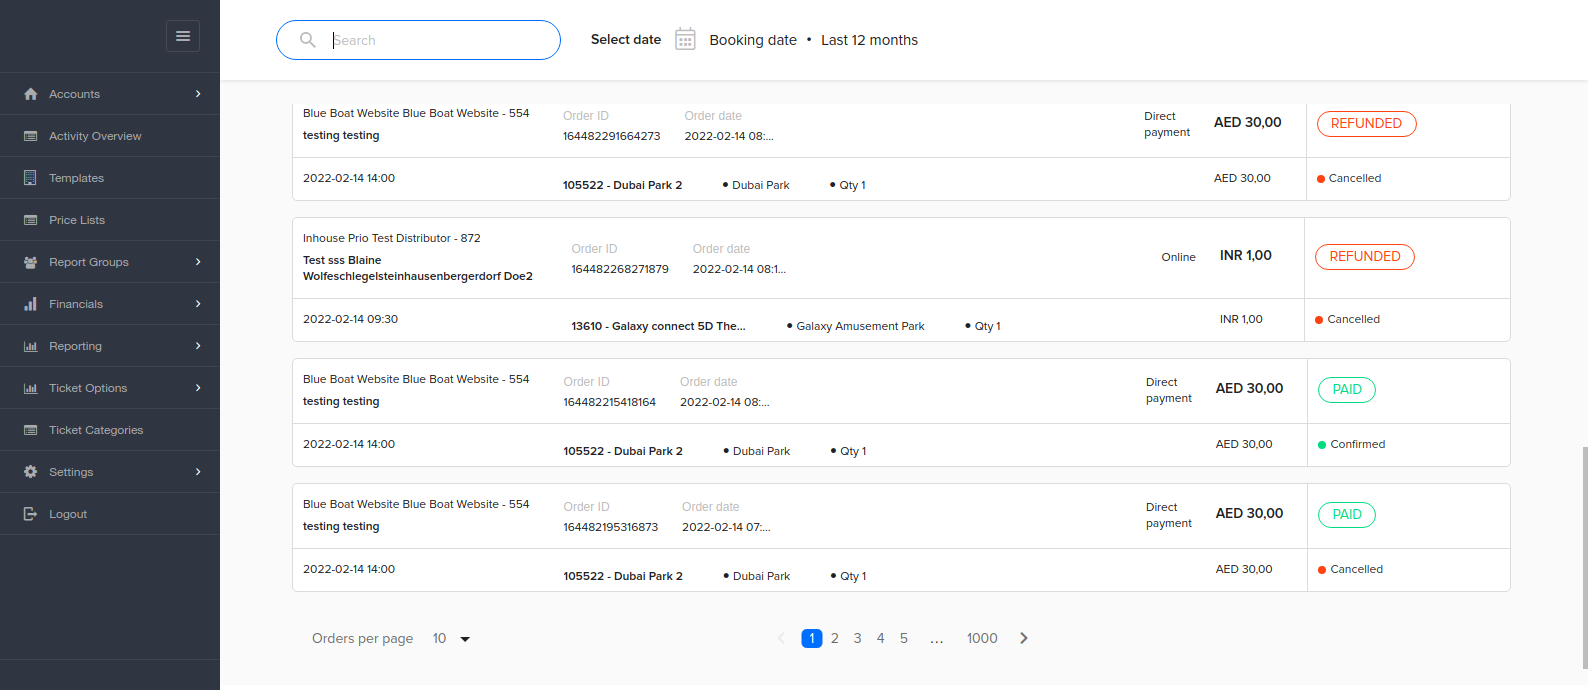 Search
Select date Booking date • Last 12 months
Accounts
Activity Overview
Templates
Price Lists
Report Groups
Financials
Reporting
Ticket Options
Ticket Categories
Settings
Logout
Blue Boat Website Blue Boat Website - 554
testing testing
Order ID
164482291664273
Order date
2022-02-14 08:...
Direct
payment
AED 30,00
REFUNDED
2022-02-14 14:00
105522 - Dubai Park 2 • Dubai Park • Qty 1
AED 30,00
Cancelled
Inhouse Prio Test Distributor - 872
Test sss Blaine
Wolfeschlegelsteinhausenbergerdorf Doe2
Order ID
164482268271879
Order date
2022-02-14 08:1...
Online
INR 1,00
REFUNDED
2022-02-14 09:30
13610 - Galaxy connect 5D The... • Galaxy Amusement Park • Qty 1
INR 1,00
Cancelled
Blue Boat Website Blue Boat Website - 554
testing testing
Order ID
164482215418164
Order date
2022-02-14 08:...
Direct
payment
AED 30,00
PAID
2022-02-14 14:00
105522 - Dubai Park 2 • Dubai Park • Qty 1
AED 30,00
Confirmed
Blue Boat Website Blue Boat Website - 554
testing testing
Order ID
164482195316873
Order date
2022-02-14 07:...
Direct
payment
AED 30,00
PAID
2022-02-14 14:00
105522 - Dubai Park 2 • Dubai Park • Qty 1
AED 30,00
Cancelled
Orders per page 10
1 2 3 4 5 ... 1000